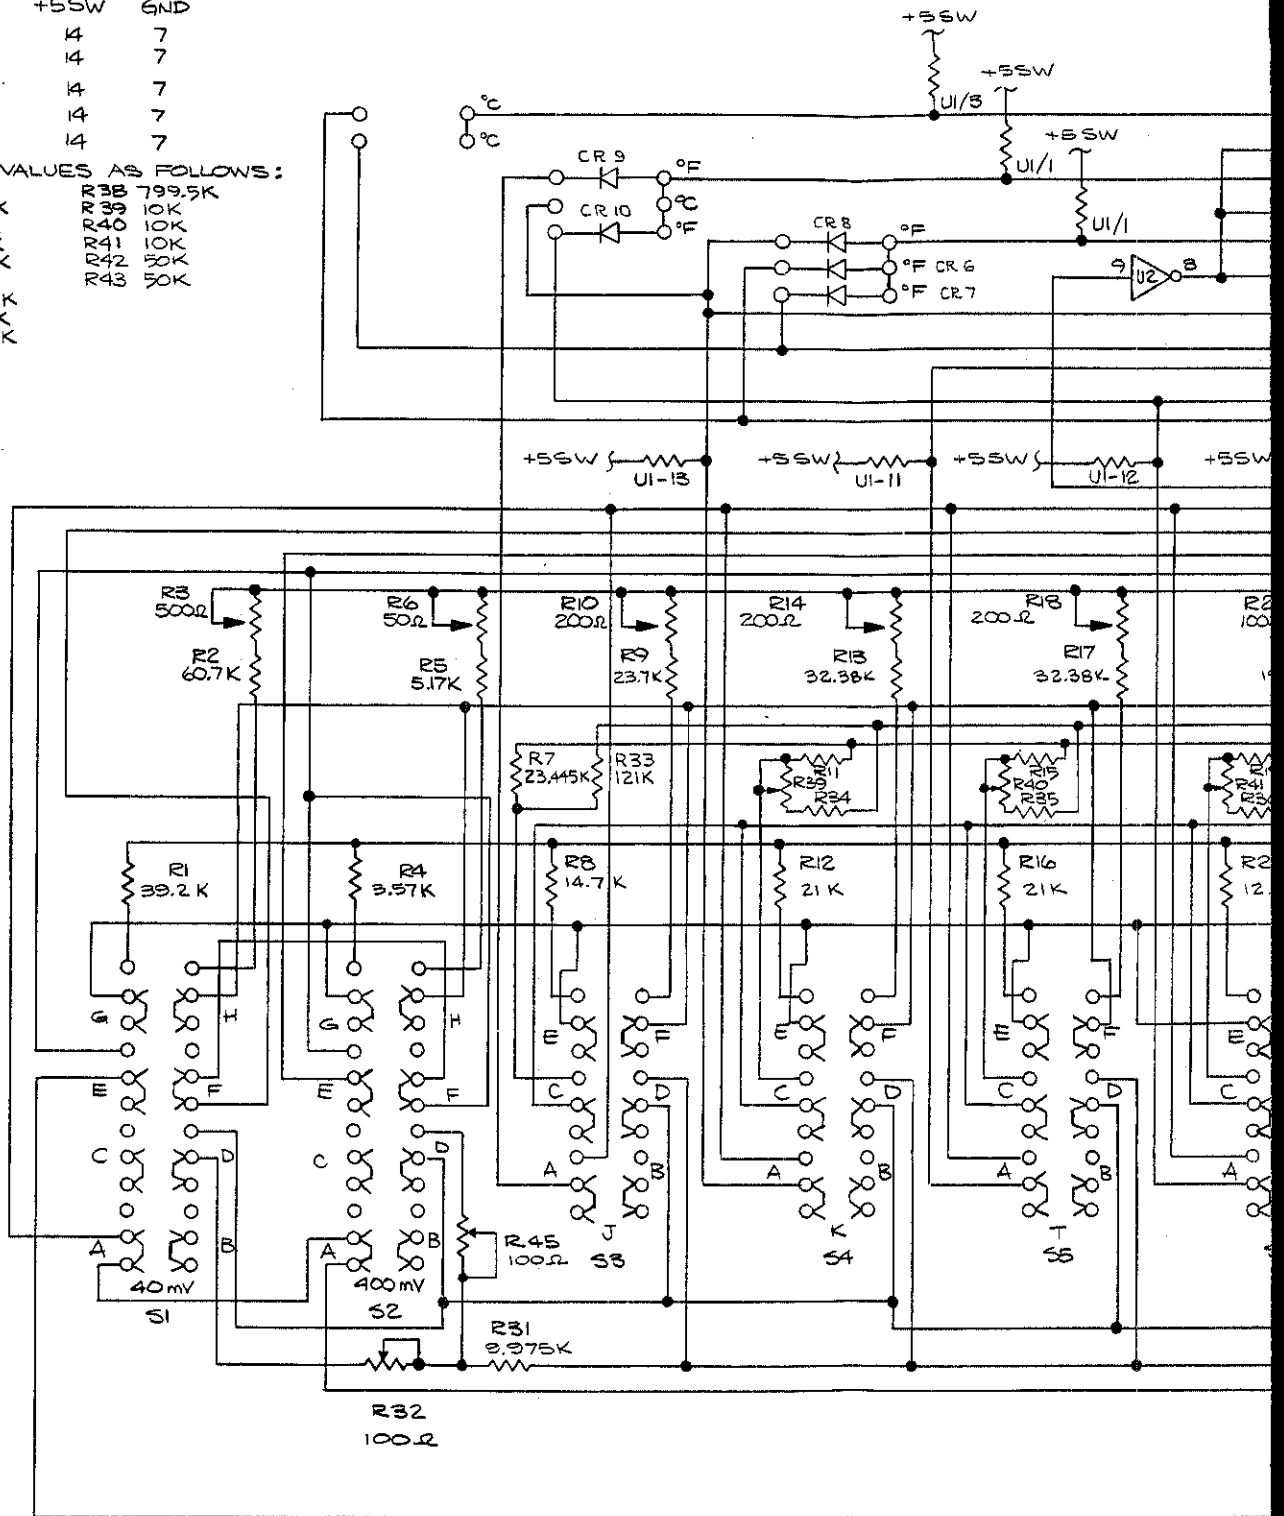 +5SW GND
14 7
14 7
14 7
14 7
14 7
VALUES AS FOLLOWS:
R38 799.5K
K R39 10K
R40 10K
R41 10K
K R42 50K
R43 50K
K
K
K
+5SW
+5SW
U1/3
°C
°C
+5SW
U1/1
CR9
°F
°C
CR10
°F
U1/1
CR8
°F
°F CR6
°F CR7
9 U2 8
+5SW
U1-13
+5SW
U1-11
+5SW
U1-12
+5SW
R3
500Ω
R6
50Ω
R10
200Ω
R14
200Ω
R18
200Ω
R2
60.7K
R5
5.17K
R9
23.7K
R13
32.38K
R17
32.38K
R7
23.445K
R33
121K
R11
R39
R34
R15
R40
R35
R41
R1
39.2K
R4
3.57K
R8
14.7K
R12
21K
R16
21K
R2
12.
G H G H
E F E F E F
E F E F E
C D C D C D C D C D
A B A B A B A B A B A
40mV
S1
400mV
S2
R45
100Ω
J
S3
K
S4
T
S5
R31
9.975K
R32
100Ω